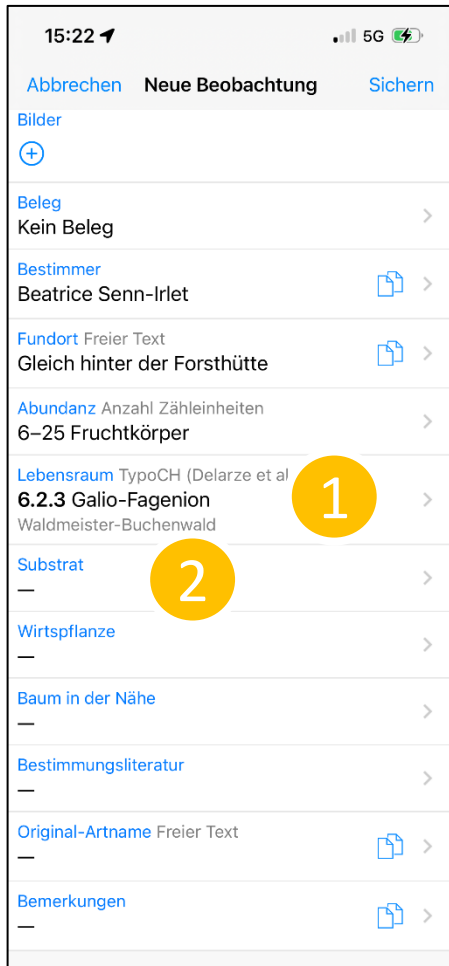 15:22 5G
Abbrechen Neue Beobachtung Sichern
Bilder
Beleg
Kein Beleg
Bestimmer
Beatrice Senn-Irlet
Fundort Freier Text
Gleich hinter der Forsthütte
Abundanz Anzahl Zähleinheiten
6–25 Fruchtkörper
Lebensraum TypoCH (Delarze et al
6.2.3 Galio-Fagenion
1
Waldmeister-Buchenwald
Substrat
2
—
Wirtspflanze
—
Baum in der Nähe
—
Bestimmungsliteratur
—
Original-Artname Freier Text
—
Bemerkungen
—